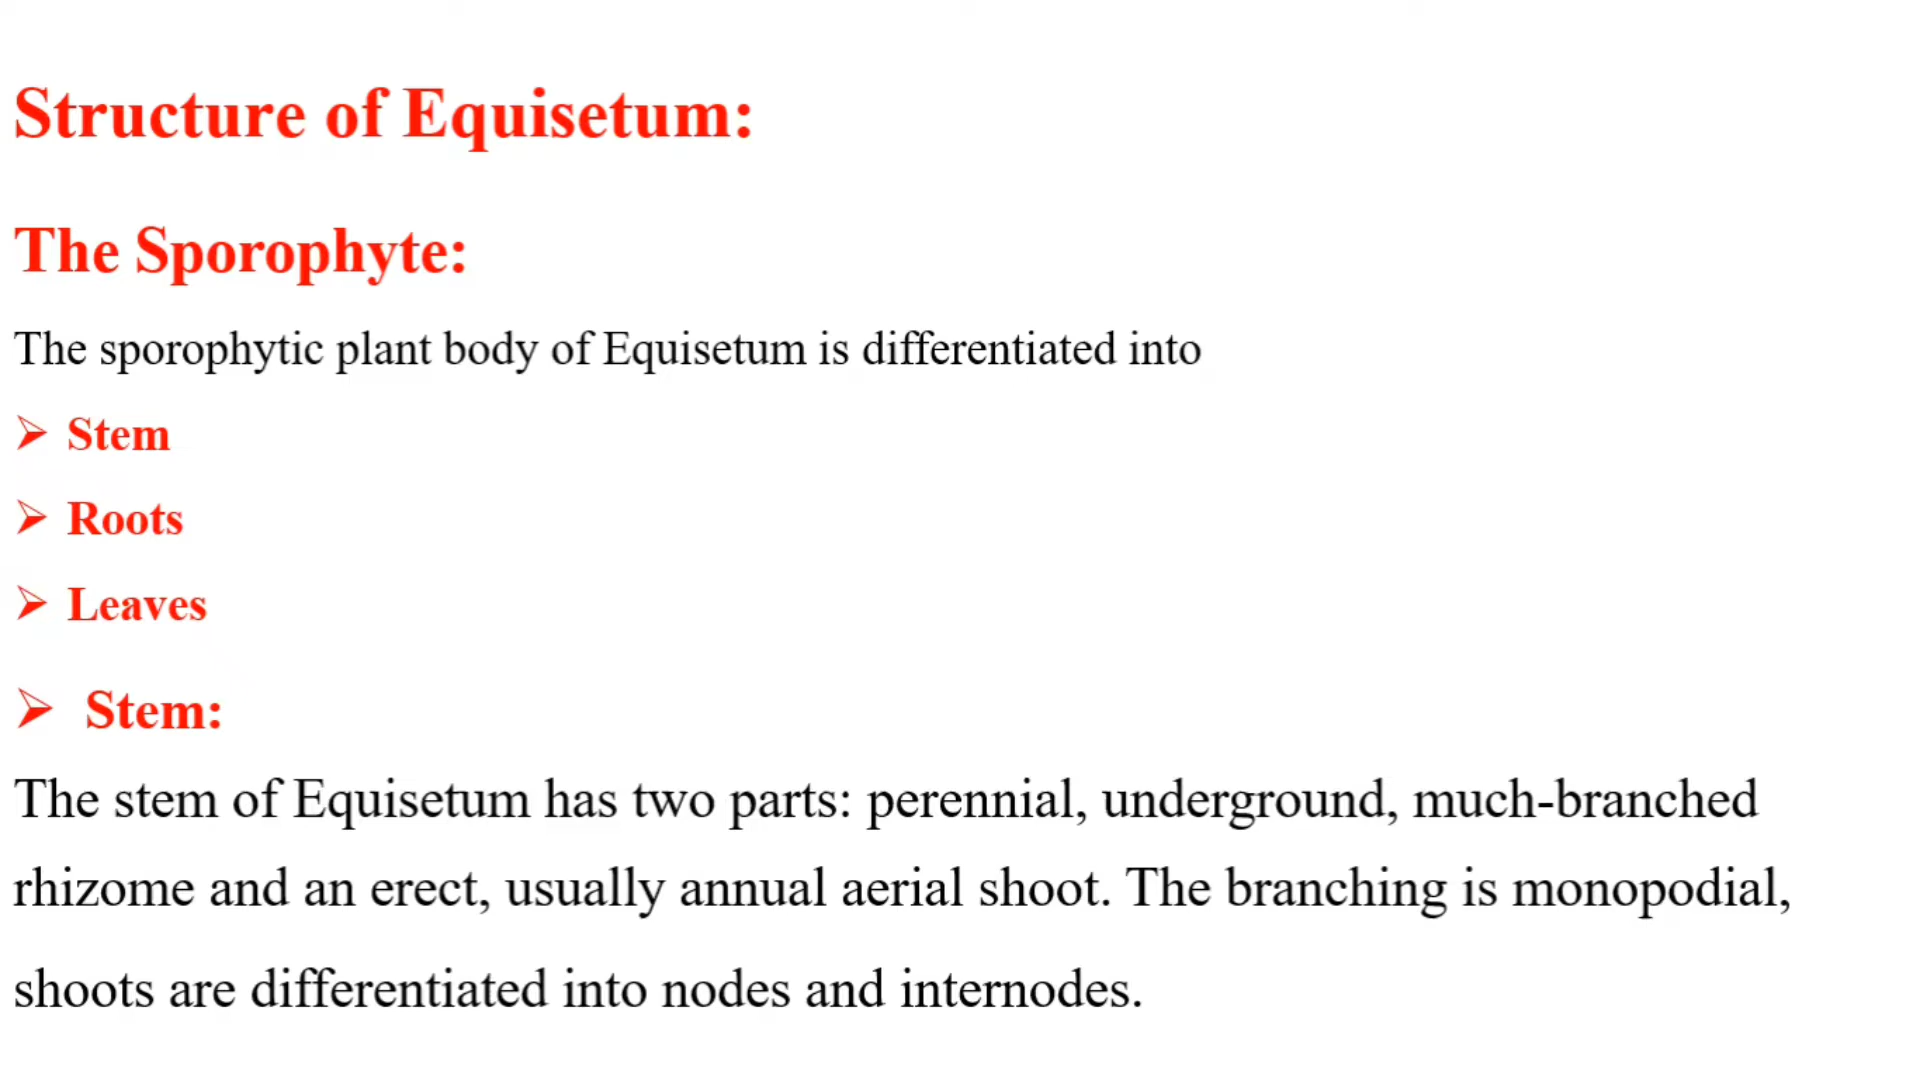 Structure of Equisetum:
The Sporophyte:
The sporophytic plant body of Equisetum is differentiated into
➢ Stem
➢ Roots
➢ Leaves
➢ Stem:
The stem of Equisetum has two parts: perennial, underground, much-branched
rhizome and an erect, usually annual aerial shoot. The branching is monopodial,
shoots are differentiated into nodes and internodes.